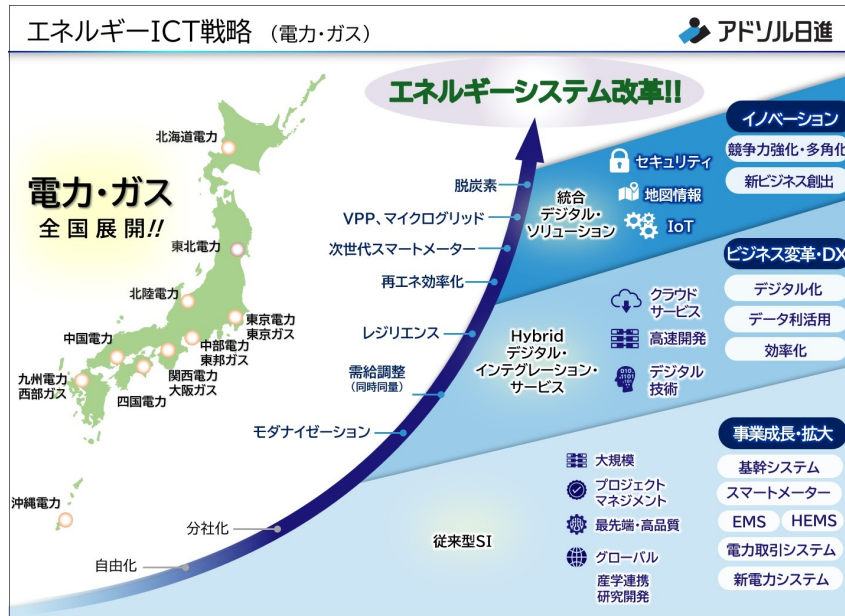 エネルギーICT戦略 (電力・ガス)
アドソル日進
エネルギーシステム改革!!
電力・ガス
全国展開!!
北海道電力
東北電力
北陸電力
東京電力
東京ガス
中部電力
東邦ガス
中国電力
関西電力
大阪ガス
四国電力
九州電力
西部ガス
沖縄電力
脱炭素
VPP、マイクログリッド
次世代スマートメーター
再エネ効率化
レジリエンス
需給調整
(同時同量)
モダナイゼーション
分社化
自由化
統合
デジタル・
ソリューション
セキュリティ
地図情報
IoT
イノベーション
競争力強化・多角化
新ビジネス創出
Hybrid
デジタル・
インテグレーション・
サービス
クラウド
サービス
高速開発
デジタル
技術
ビジネス変革・DX
デジタル化
データ利活用
効率化
従来型SI
大規模
プロジェクト
マネジメント
最先端・高品質
グローバル
産学連携
研究開発
事業成長・拡大
基幹システム
スマートメーター
EMS HEMS
電力取引システム
新電力システム